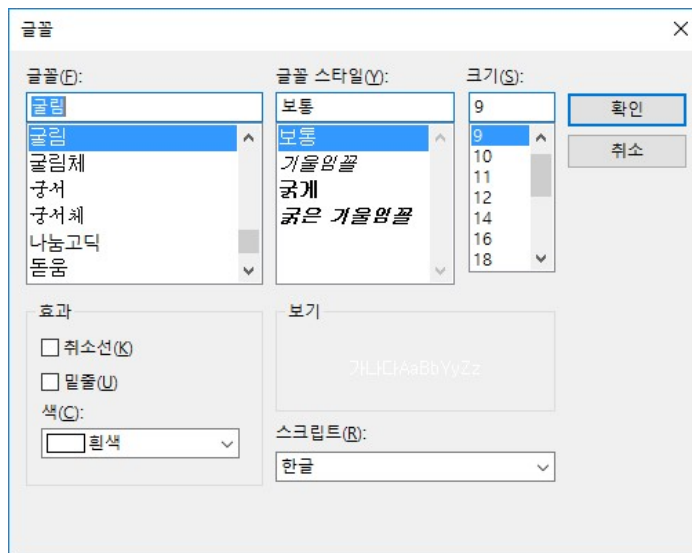 글꼴
글꼴(F):
굴림
굴림
굴림체
궁서
궁서체
나눔고딕
돋움
글꼴 스타일(Y):
보통
보통
기울임꼴
굵게
굵은 기울임꼴
크기(S):
9
9
10
11
12
14
16
18
확인
취소
효과
취소선(K)
밑줄(U)
색(C):
흰색
보기
가나다AaBbYyZz
스크립트(R):
한글